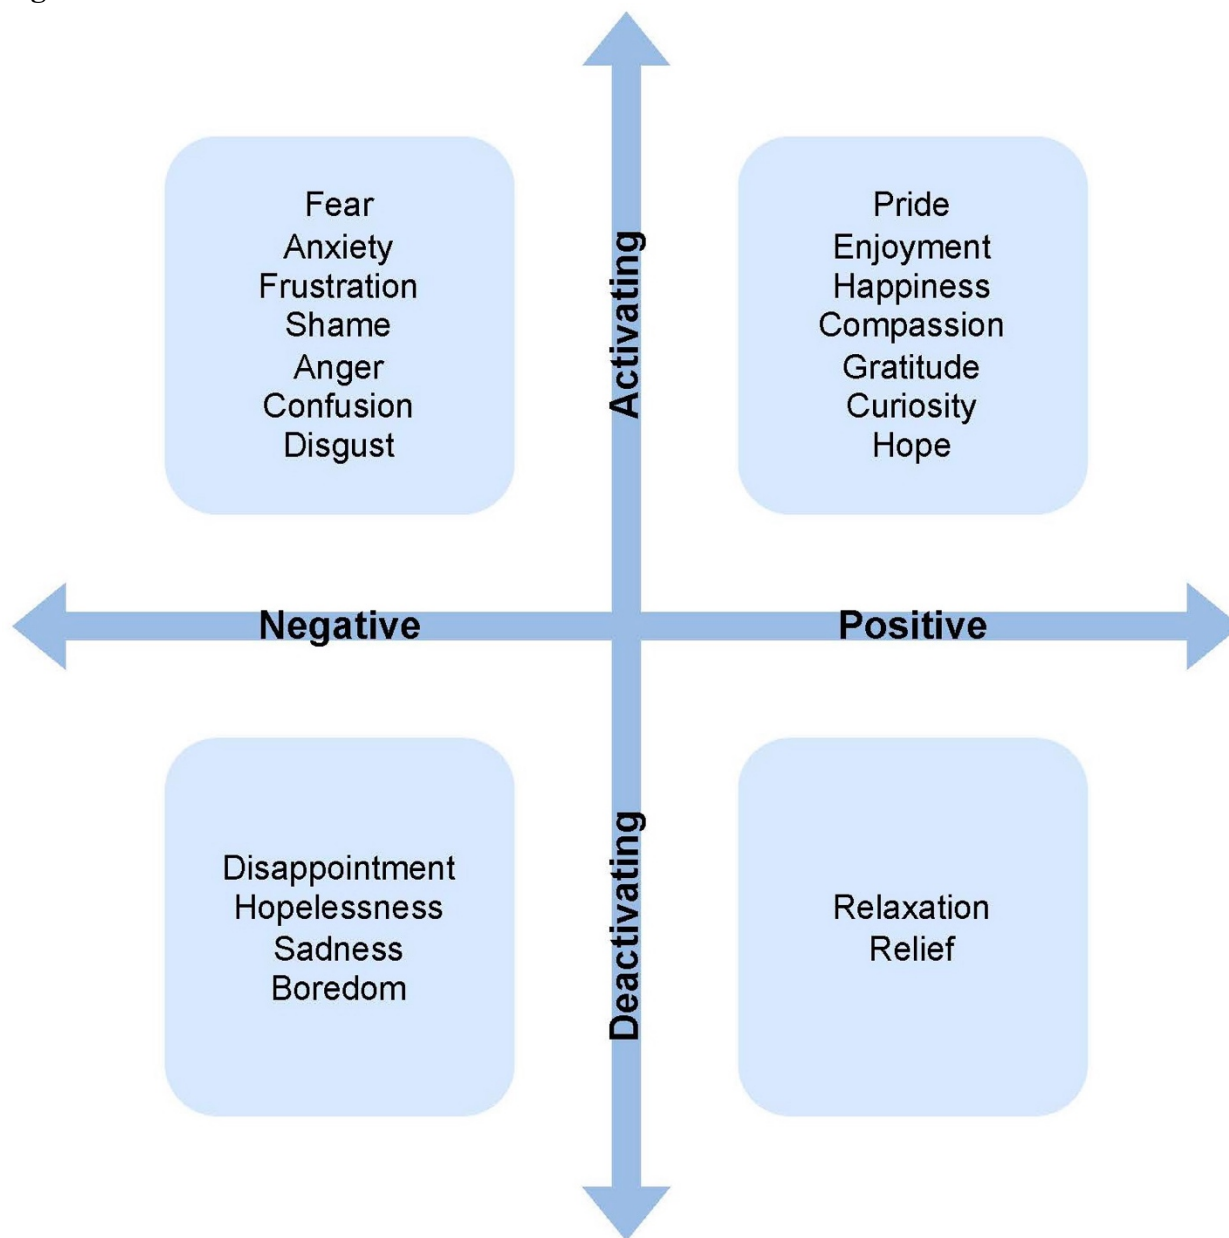 Fear
Anxiety
Frustration
Shame
Anger
Confusion
Disgust
Activating
Pride
Enjoyment
Happiness
Compassion
Gratitude
Curiosity
Hope
Negative
Positive
Disappointment
Hopelessness
Sadness
Boredom
Deactivating
Relaxation
Relief